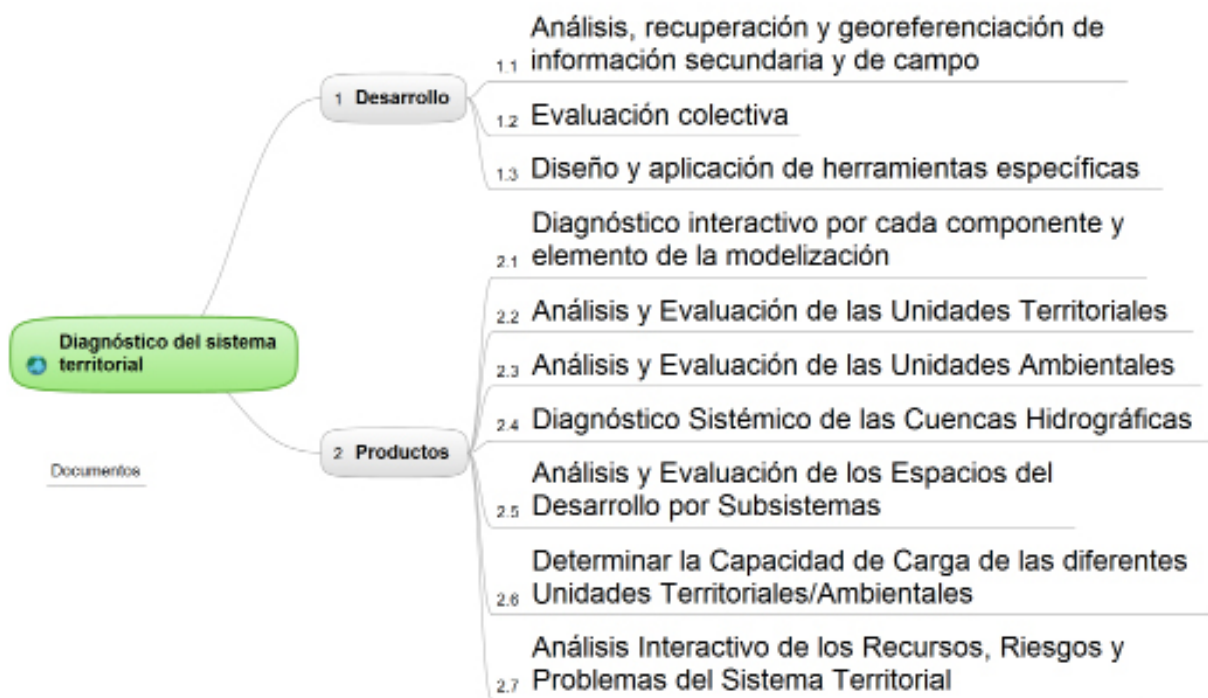 Análisis, recuperación y georeferenciación de
1.1 información secundaria y de campo
1 Desarrollo
1.2 Evaluación colectiva
1.3 Diseño y aplicación de herramientas específicas
Diagnóstico interactivo por cada componente y
2.1 elemento de la modelización
2.2 Análisis y Evaluación de las Unidades Territoriales
Diagnóstico del sistema
territorial
2.3 Análisis y Evaluación de las Unidades Ambientales
2.4 Diagnóstico Sistémico de las Cuencas Hidrográficas
2 Productos
Documentos
Análisis y Evaluación de los Espacios del
2.5 Desarrollo por Subsistemas
Determinar la Capacidad de Carga de las diferentes
2.6 Unidades Territoriales/Ambientales
Análisis Interactivo de los Recursos, Riesgos y
2.7 Problemas del Sistema Territorial